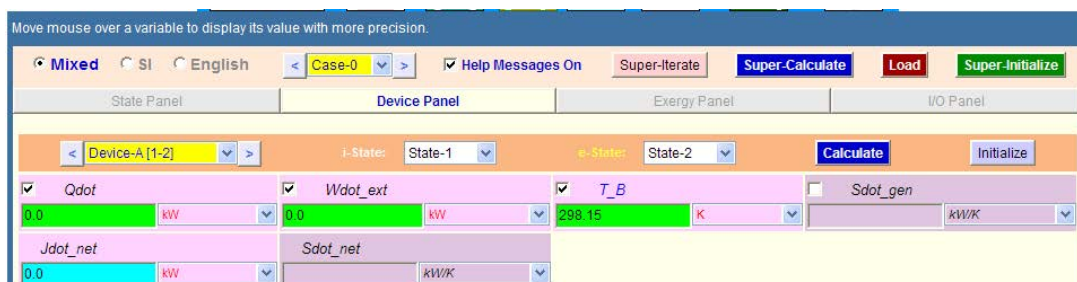 Move mouse over a variable to display its value with more precision.
Mixed SI English < Case-0 > Help Messages On Super-Iterate Super-Calculate Load Super-Initialize
State Panel Device Panel Exergy Panel I/O Panel
< Device-A [1-2] > i-State: State-1 e-State: State-2 Calculate Initialize
Qdot Wdot_ext T_B Sdot_gen
0.0 kW 0.0 kW 298.15 K kW/K
Jdot_net Sdot_net
0.0 kW kW/K